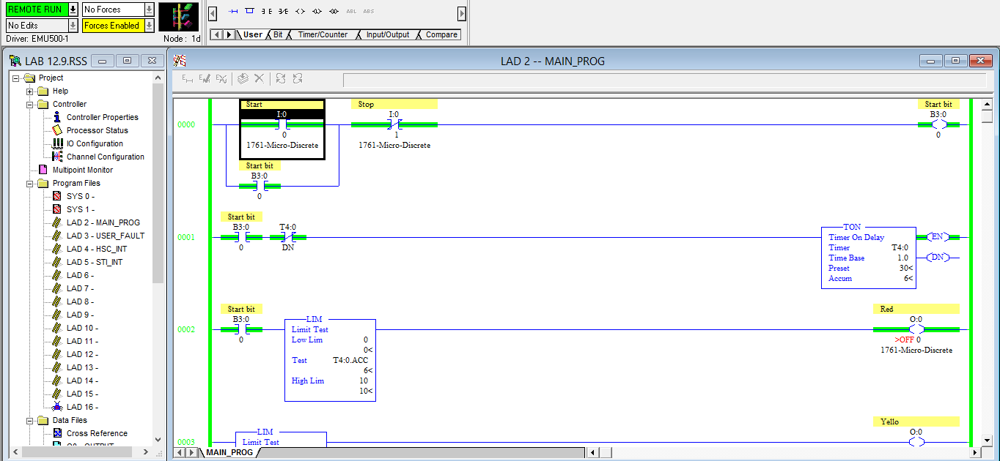 REMOTE RUN
No Forces
No Edits
Forces Enabled
Driver: EMU500-1
Node : 1d
ABL ABS
User Bit Timer/Counter Input/Output Compare
LAB 12.9.RSS
Project
Help
Controller
Controller Properties
Processor Status
IO Configuration
Channel Configuration
Multipoint Monitor
Program Files
SYS 0 -
SYS 1 -
LAD 2 - MAIN_PROG
LAD 3 - USER_FAULT
LAD 4 - HSC_INT
LAD 5 - STI_INT
LAD 6 -
LAD 7 -
LAD 8 -
LAD 9 -
LAD 10 -
LAD 11 -
LAD 12 -
LAD 13 -
LAD 14 -
LAD 15 -
LAD 16 -
Data Files
Cross Reference
LAD 2 -- MAIN_PROG
0000
Start
I:0
0
1761-Micro-Discrete
Stop
I:0
1
1761-Micro-Discrete
Start bit
B3:0
0
Start bit
B3:0
0
0001
Start bit
B3:0
0
T4:0
DN
TON
Timer On Delay
Timer T4:0
Time Base 1.0
Preset 30<
Accum 6<
EN
DN
0002
Start bit
B3:0
0
LIM
Limit Test
Low Lim 0
0<
Test T4:0.ACC
6<
High Lim 10
10<
Red
O:0
>OFF 0
1761-Micro-Discrete
0003
LIM
Limit Test
Yello
O:0
MAIN_PROG